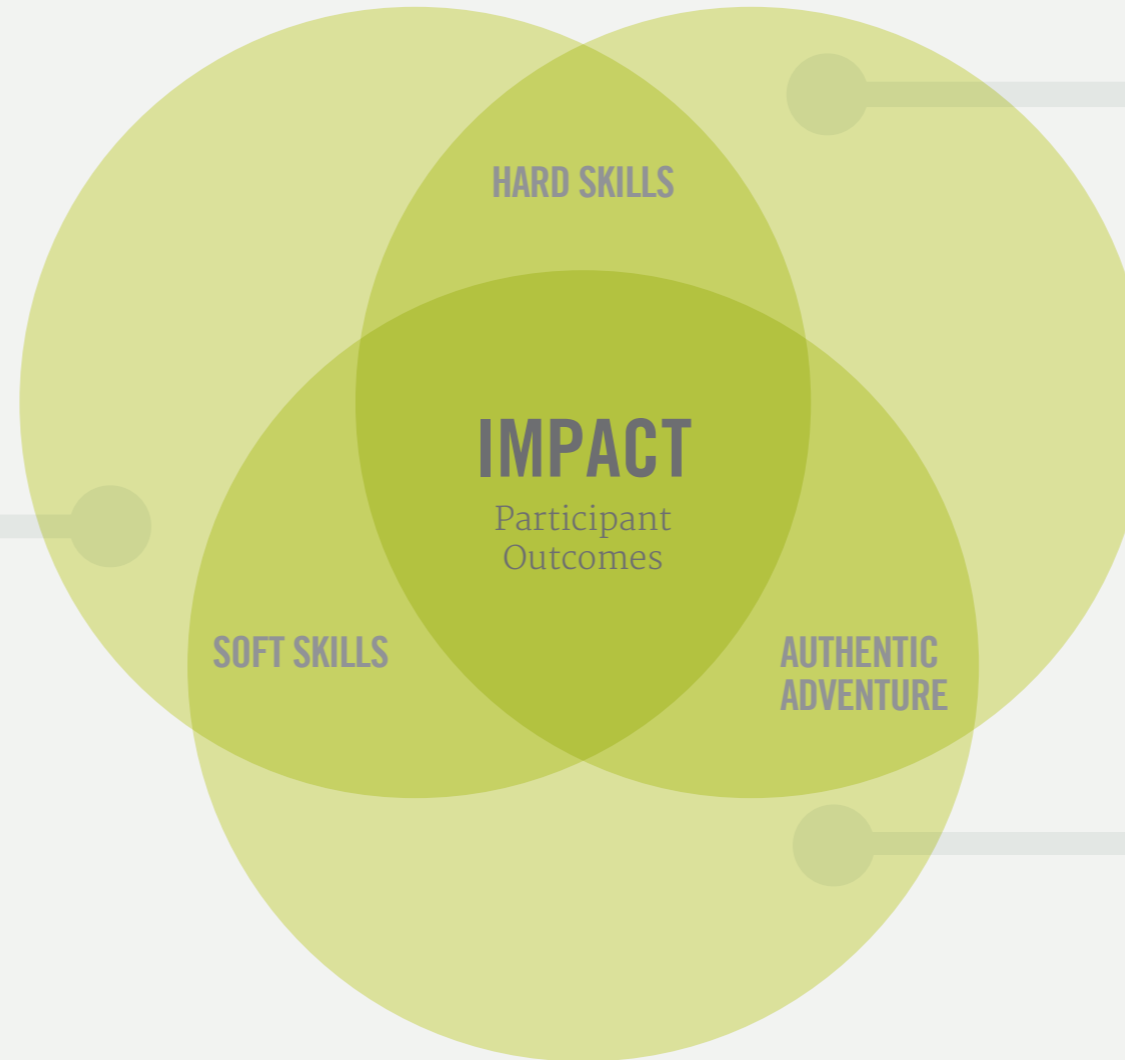 HARD SKILLS
IMPACT
Participant
Outcomes
SOFT SKILLS
AUTHENTIC
ADVENTURE